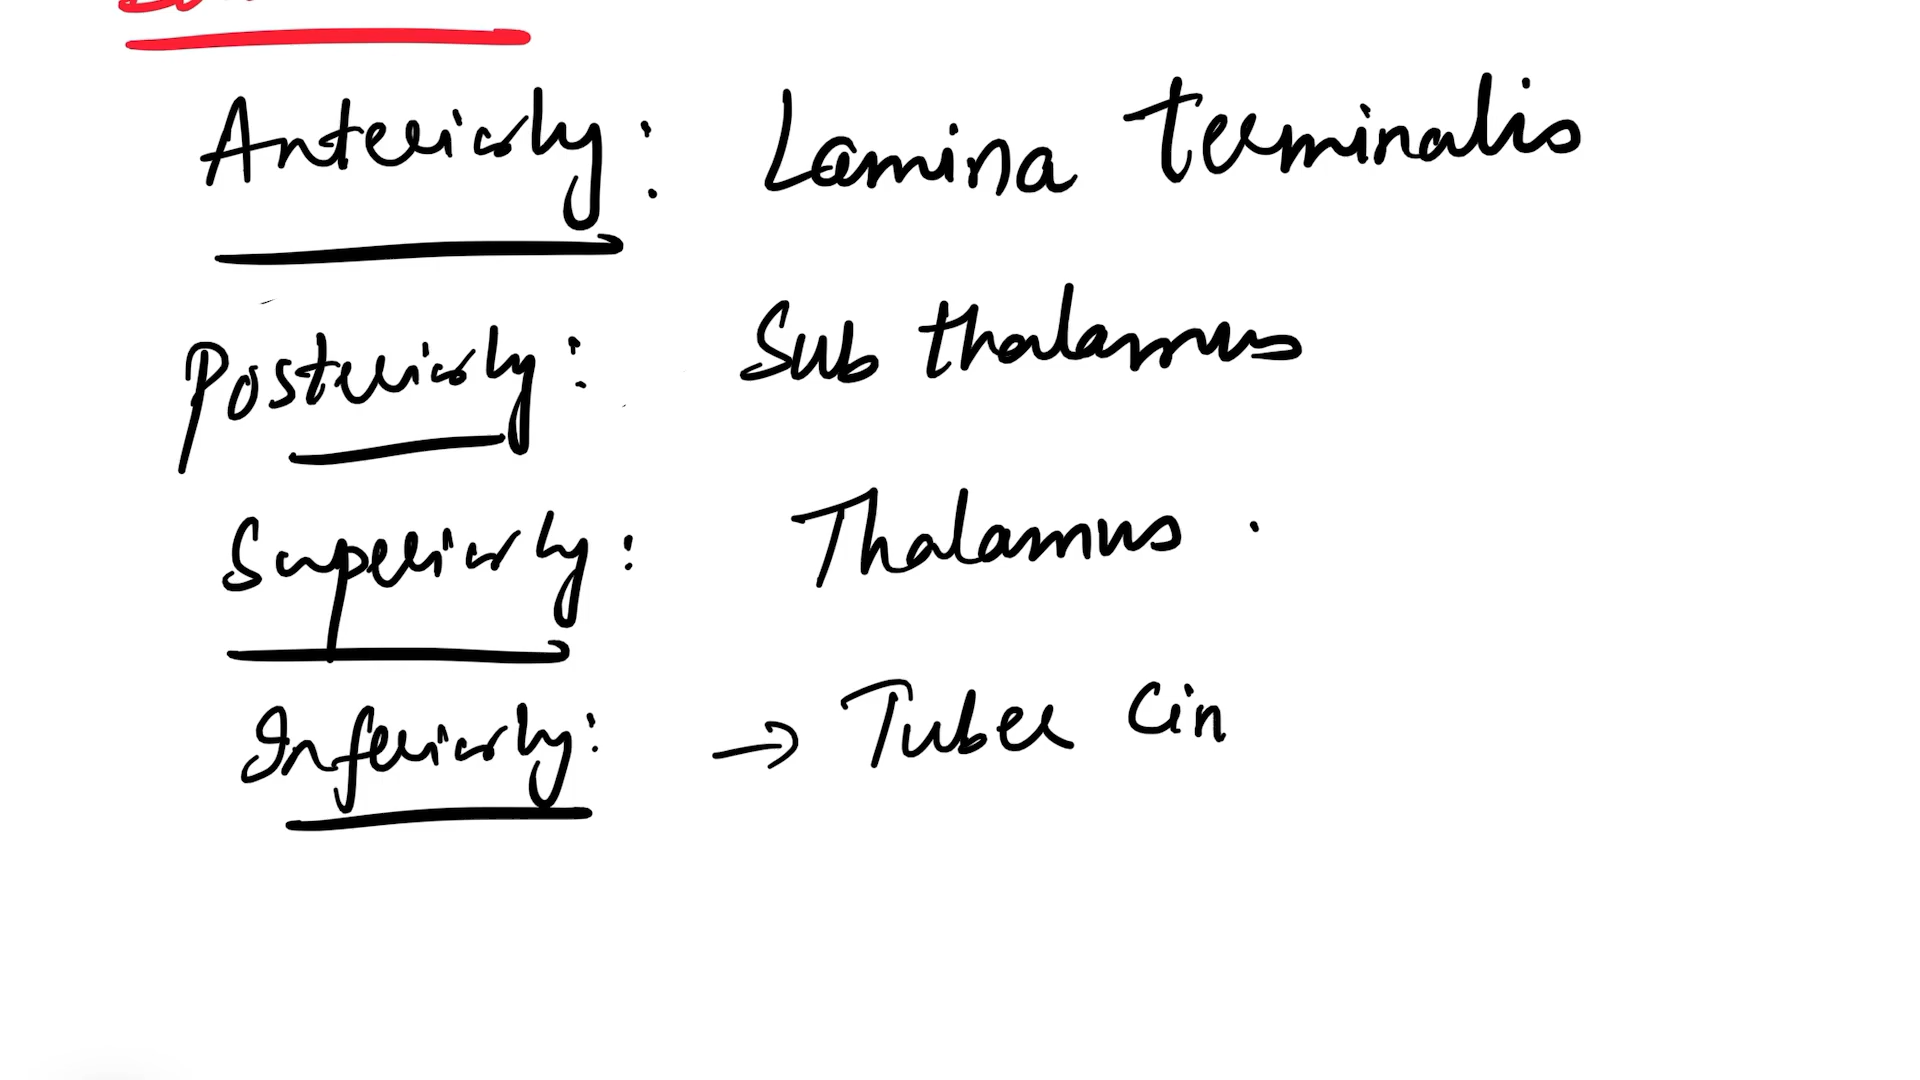 Anteriorly: Lamina terminalis
Posteriorly: Sub thalamus
Superiorly: Thalamus.
Inferiorly: → Tuber Cin